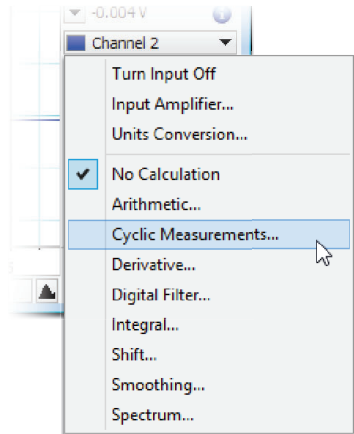 -0.004 V
Channel 2
Turn Input Off
Input Amplifier...
Units Conversion...
No Calculation
Arithmetic...
Cyclic Measurements...
Derivative...
Digital Filter...
Integral...
Shift...
Smoothing...
Spectrum...